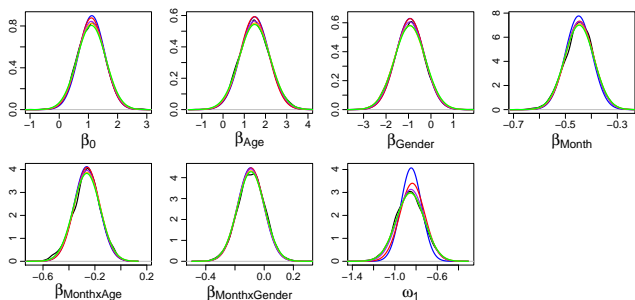 0.0 0.4 0.8
−1 0 1 2 3
β0
0.0 0.2 0.4 0.6
−1 0 1 2 3 4
βAge
0.0 0.2 0.4 0.6
−3 −2 −1 0 1
βGender
0 2 4 6 8
−0.7 −0.5 −0.3
βMonth
0 1 2 3 4
−0.6 −0.2 0.2
βMonthxAge
0 1 2 3 4
−0.4 0.0 0.2
βMonthxGender
0 1 2 3 4
−1.4 −1.0 −0.6
ω1